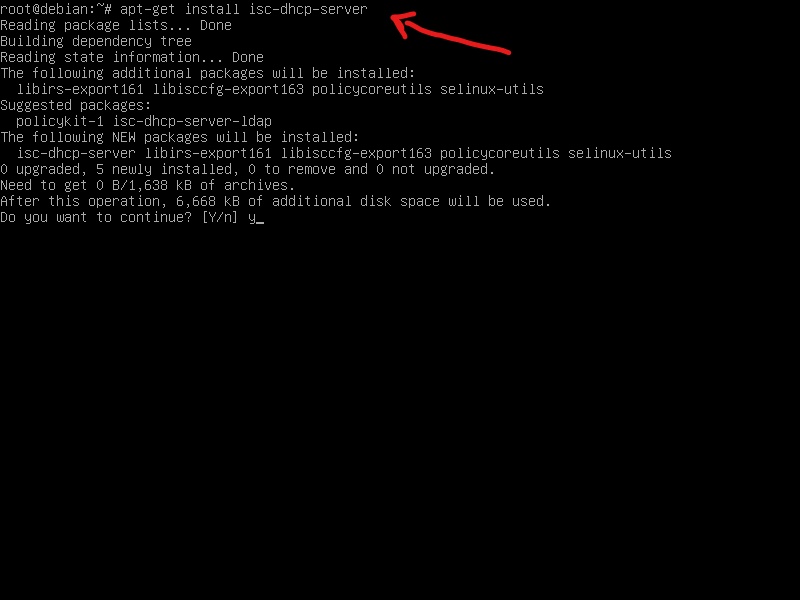 root@debian:~# apt-get install isc-dhcp-server
Reading package lists... Done
Building dependency tree
Reading state information... Done
The following additional packages will be installed:
  libirs-export161 libisccfg-export163 policycoreutils selinux-utils
Suggested packages:
  policykit-1 isc-dhcp-server-ldap
The following NEW packages will be installed:
  isc-dhcp-server libirs-export161 libisccfg-export163 policycoreutils selinux-utils
0 upgraded, 5 newly installed, 0 to remove and 0 not upgraded.
Need to get 0 B/1,638 kB of archives.
After this operation, 6,668 kB of additional disk space will be used.
Do you want to continue? [Y/n] y_